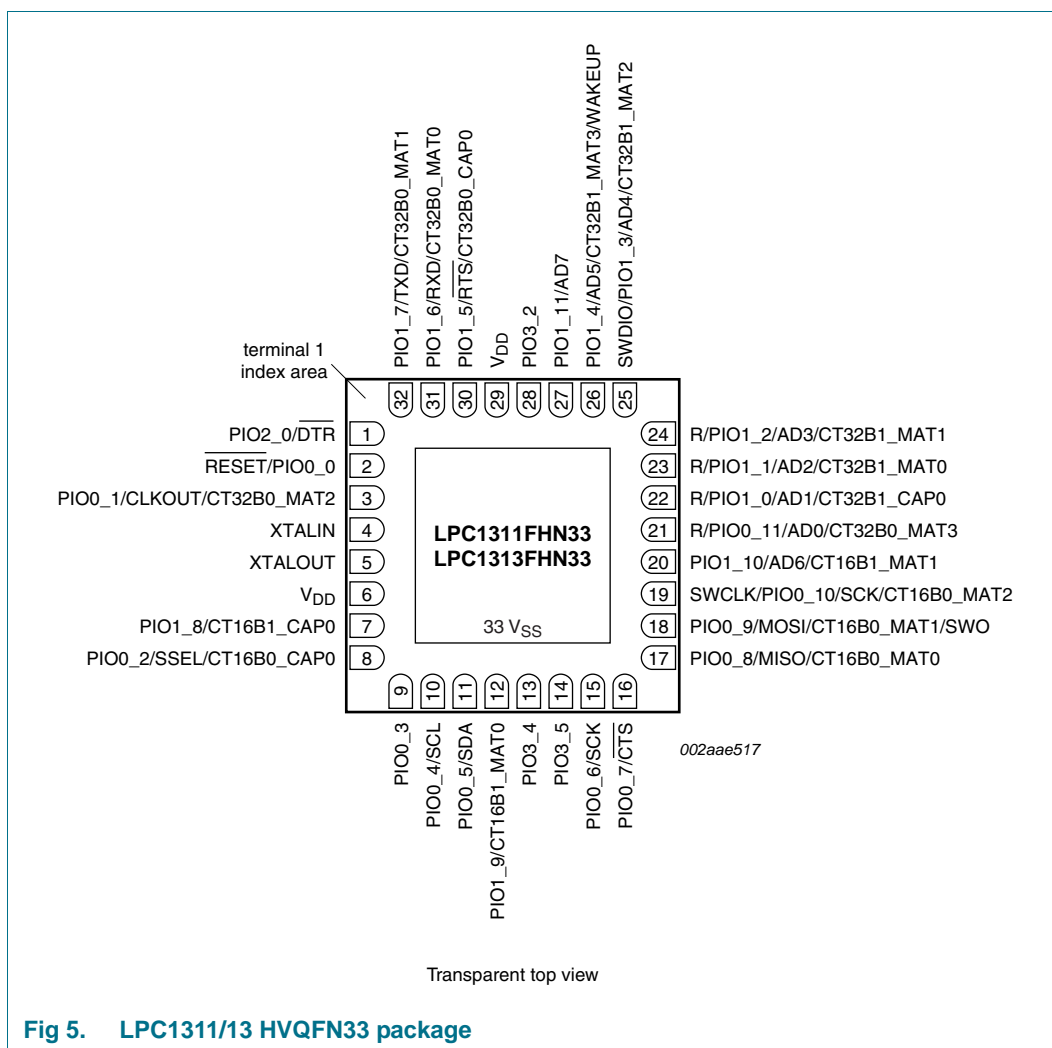 PIO1_7/TXD/CT32B0_MAT1
PIO1_6/RXD/CT32B0_MAT0
PIO1_5/RTS/CT32B0_CAP0
VDD
PIO3_2
PIO1_11/AD7
PIO1_4/AD5/CT32B1_MAT3/WAKEUP
SWDIO/PIO1_3/AD4/CT32B1_MAT2
terminal 1
index area
32 31 30 29 28 27 26 25
PIO2_0/DTR 1
RESET/PIO0_0 2
PIO0_1/CLKOUT/CT32B0_MAT2 3
XTALIN 4
XTALOUT 5
VDD 6
PIO1_8/CT16B1_CAP0 7
PIO0_2/SSEL/CT16B0_CAP0 8
LPC1311FHN33
LPC1313FHN33
33 VSS
24 R/PIO1_2/AD3/CT32B1_MAT1
23 R/PIO1_1/AD2/CT32B1_MAT0
22 R/PIO1_0/AD1/CT32B1_CAP0
21 R/PIO0_11/AD0/CT32B0_MAT3
20 PIO1_10/AD6/CT16B1_MAT1
19 SWCLK/PIO0_10/SCK/CT16B0_MAT2
18 PIO0_9/MOSI/CT16B0_MAT1/SWO
17 PIO0_8/MISO/CT16B0_MAT0
9 10 11 12 13 14 15 16
PIO0_3
PIO0_4/SCL
PIO0_5/SDA
PIO1_9/CT16B1_MAT0
PIO3_4
PIO3_5
PIO0_6/SCK
PIO0_7/CTS
002aae517
Transparent top view
Fig 5. LPC1311/13 HVQFN33 package